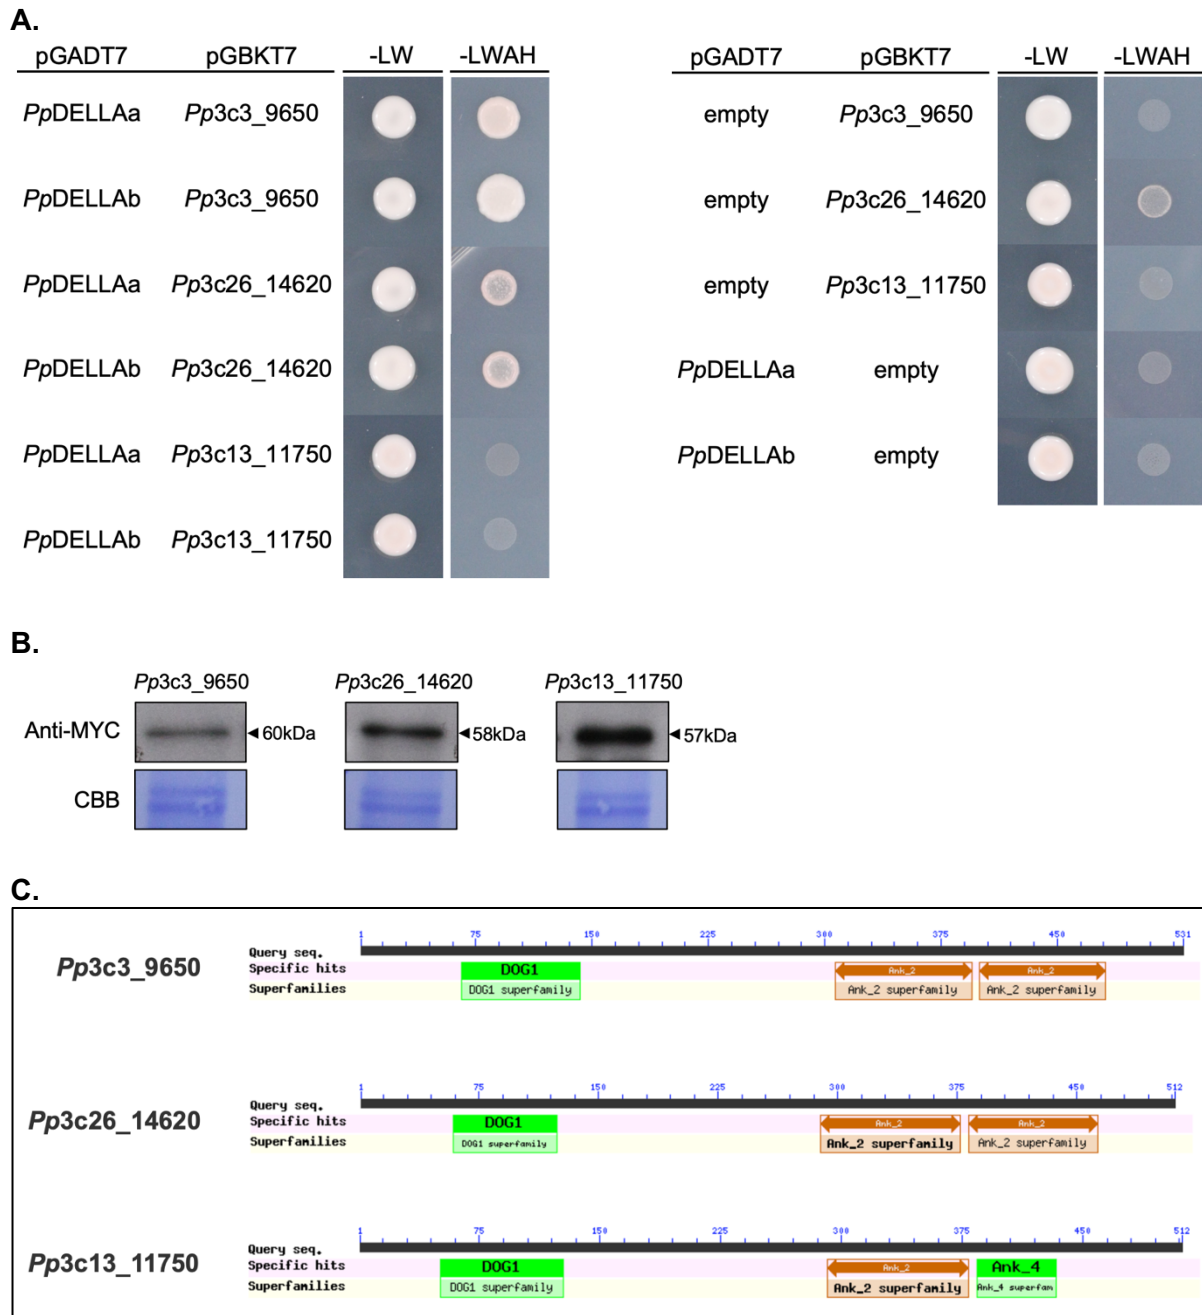 A.
pGADT7 pGBKT7 -LW -LWAH pGADT7 pGBKT7 -LW -LWAH
PpDELLAa Pp3c3_9650 empty Pp3c3_9650
PpDELLAb Pp3c3_9650 empty Pp3c26_14620
PpDELLAa Pp3c26_14620 empty Pp3c13_11750
PpDELLAb Pp3c26_14620 PpDELLAa empty
PpDELLAa Pp3c13_11750 PpDELLAb empty
PpDELLAb Pp3c13_11750
B.
Pp3c3_9650 Pp3c26_14620 Pp3c13_11750
Anti-MYC 60kDa 58kDa 57kDa
CBB
C.
1 75 150 225 300 375 450 531
Pp3c3_9650
Query seq.
Specific hits DOG1 Ank_2 Ank_2
Superfamilies DOG1 superfamily Ank_2 superfamily Ank_2 superfamily
1 75 150 225 300 375 450 512
Pp3c26_14620
Query seq.
Specific hits DOG1 Ank_2 Ank_2
Superfamilies DOG1 superfamily Ank_2 superfamily Ank_2 superfamily
1 75 150 225 300 375 450 512
Pp3c13_11750
Query seq.
Specific hits DOG1 Ank_2 Ank_4
Superfamilies DOG1 superfamily Ank_2 superfamily Ank_4 superfam